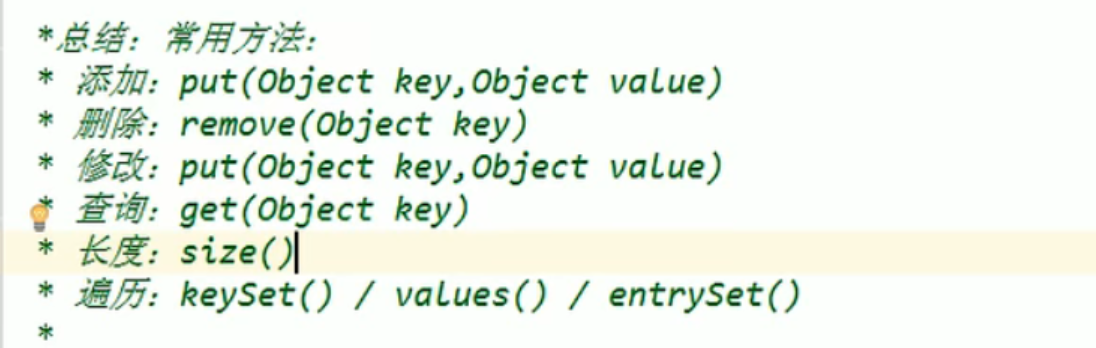 *总结：常用方法：
* 添加：put(Object key,Object value)
* 删除：remove(Object key)
* 修改：put(Object key,Object value)
* 查询：get(Object key)
* 长度：size()
* 遍历：keySet() / values() / entrySet()
*